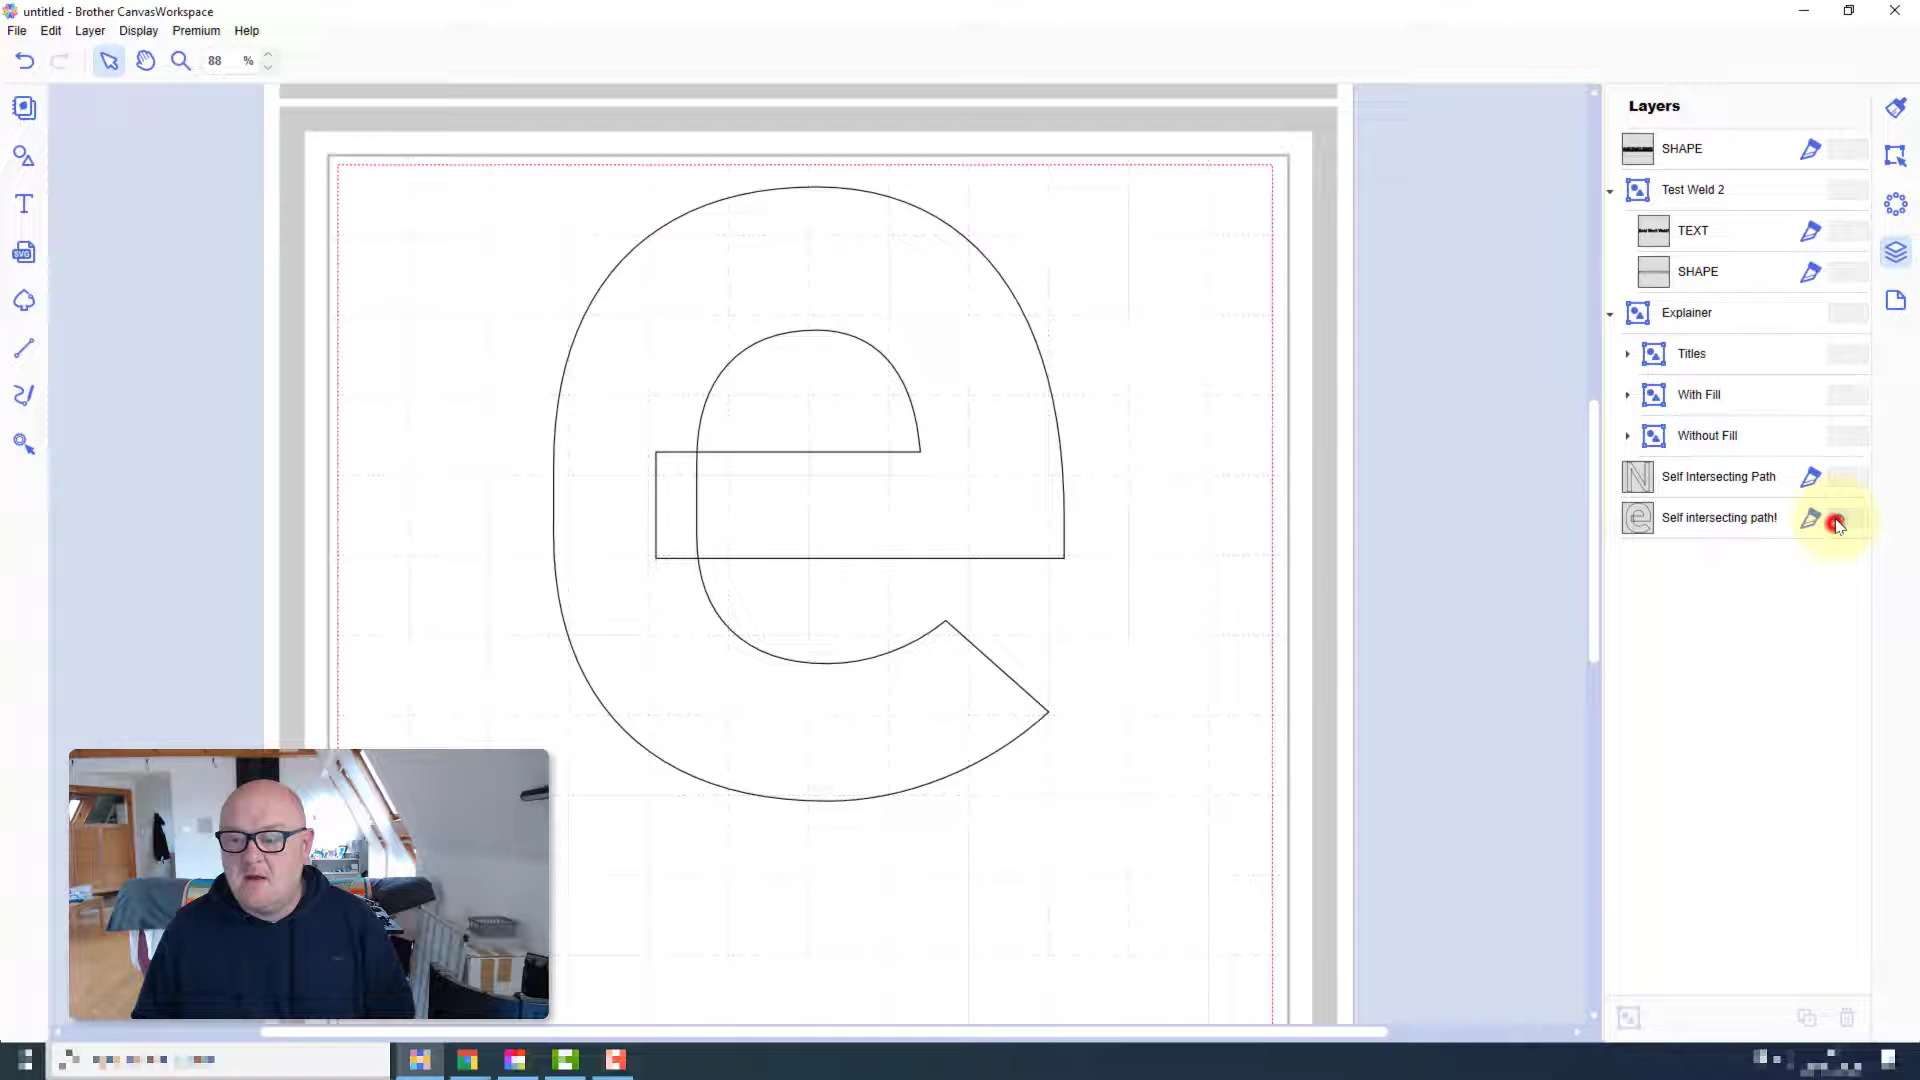 untitled - Brother CanvasWorkspace
File Edit Layer Display Premium Help
88 %
Layers
SHAPE
Test Weld 2
TEXT
SHAPE
Explainer
Titles
With Fill
Without Fill
Self Intersecting Path
Self intersecting path!
SVG
e